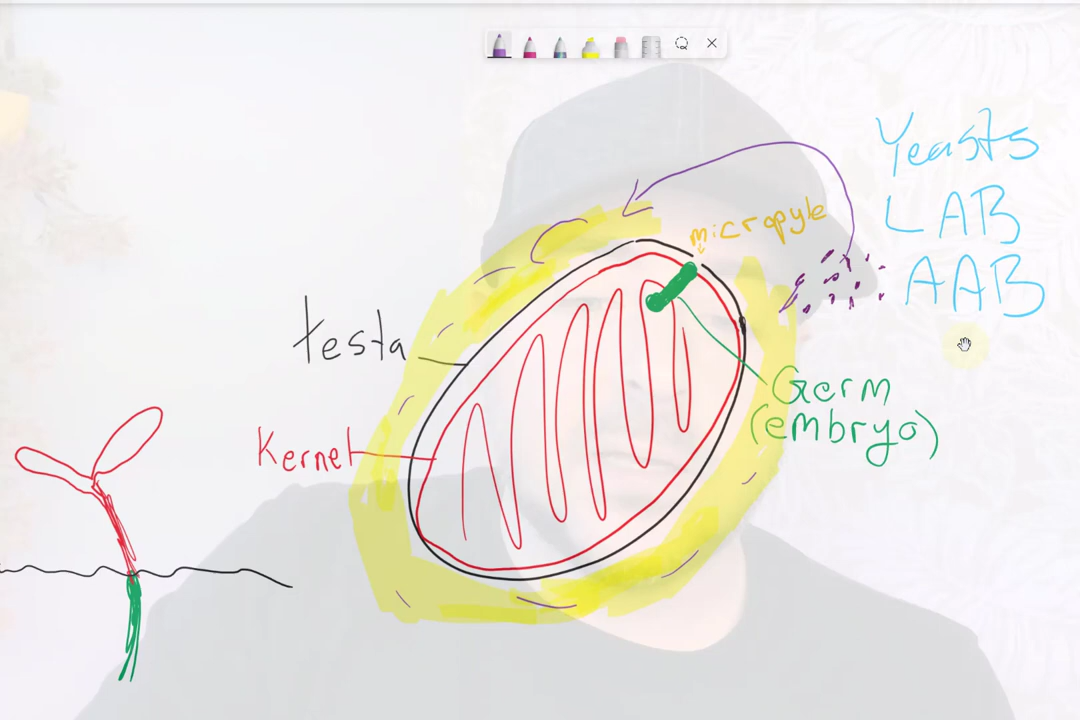 Yeasts
LAB
AAB
micropyle
testa
Kernel
Germ
(embryo)